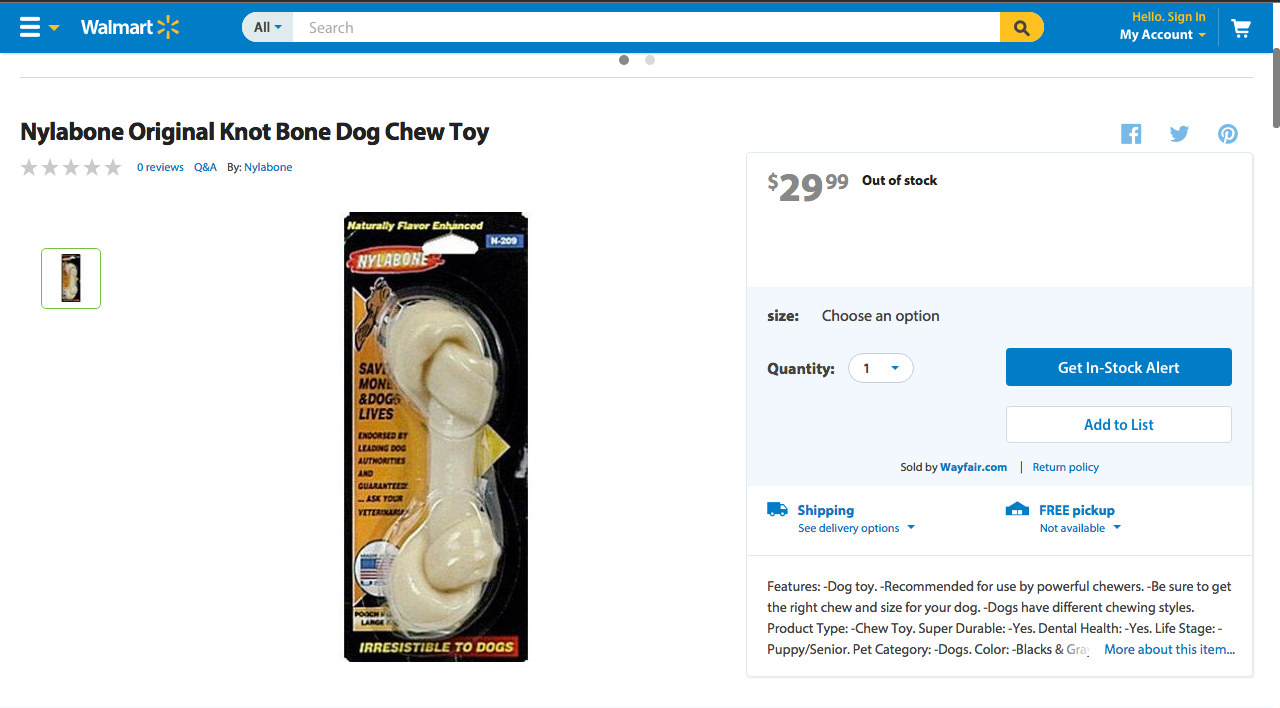 Walmart
All
Search
Hello. Sign In
My Account
Nylabone Original Knot Bone Dog Chew Toy
0 reviews Q&A By: Nylabone
$29 99 Out of stock
Naturally Flavor Enhanced
N-209
NYLABONE
SAVE
MONE
&DOGS
LIVES
ENDORSED BY
LEADING DOG
AUTHORITIES
AND
GUARANTEED!
... ASK YOUR
VETERINARIA
POOCH
LARGE
IRRESISTIBLE TO DOGS
size: Choose an option
Quantity: 1
Get In-Stock Alert
Add to List
Sold by Wayfair.com | Return policy
Shipping
See delivery options
FREE pickup
Not available
Features: -Dog toy. -Recommended for use by powerful chewers. -Be sure to get
the right chew and size for your dog. -Dogs have different chewing styles.
Product Type: -Chew Toy. Super Durable: -Yes. Dental Health: -Yes. Life Stage: -
Puppy/Senior. Pet Category: -Dogs. Color: -Blacks & Gra More about this item...